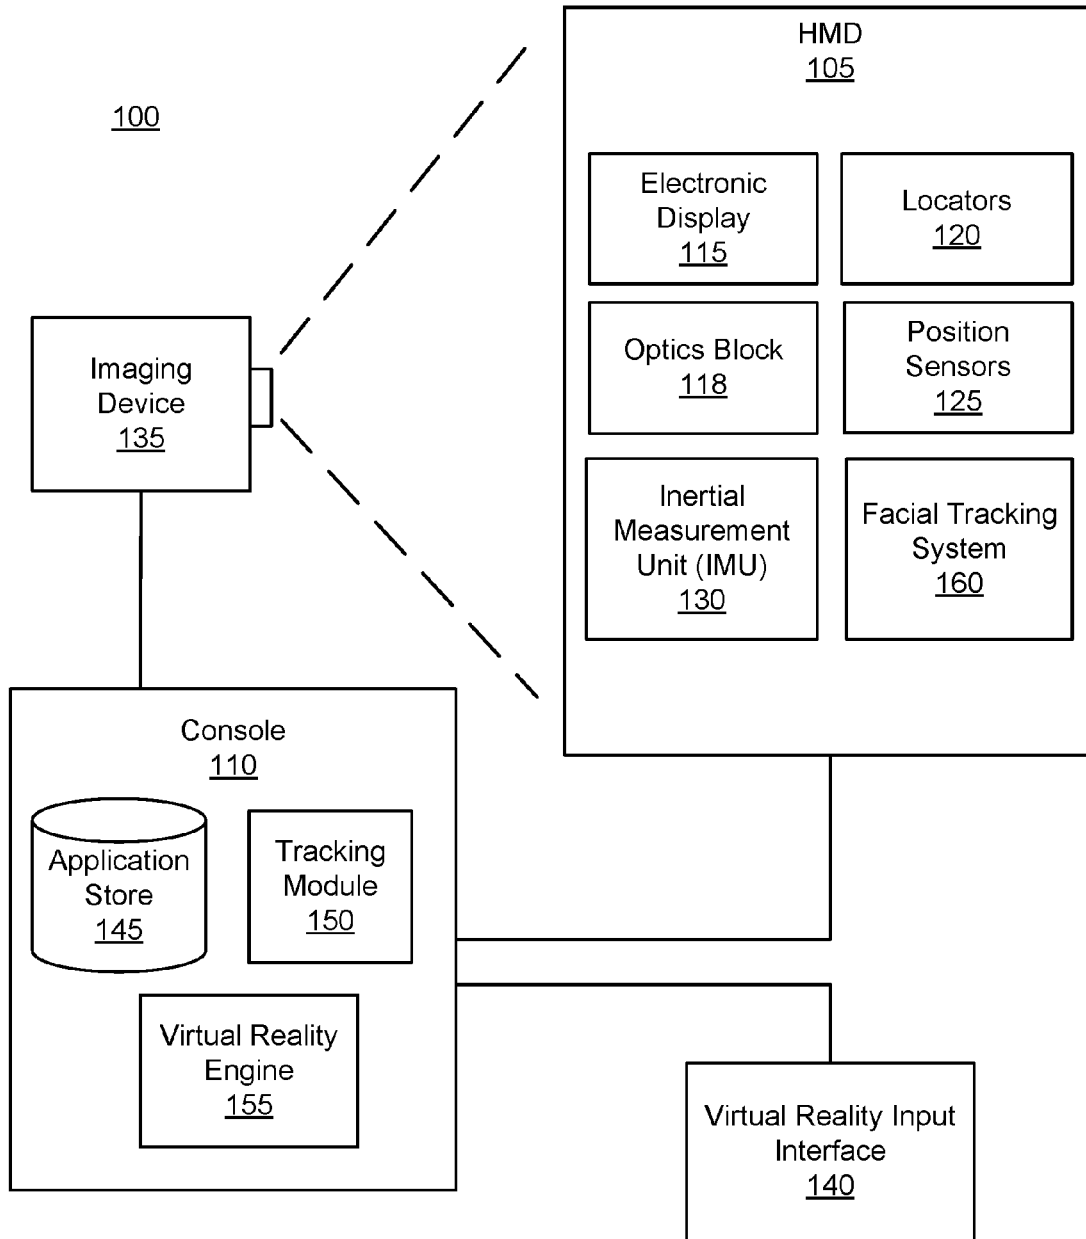 100
HMD
105
Electronic
Display
115
Locators
120
Optics Block
118
Position
Sensors
125
Inertial
Measurement
Unit (IMU)
130
Facial Tracking
System
160
Imaging
Device
135
Console
110
Application
Store
145
Tracking
Module
150
Virtual Reality
Engine
155
Virtual Reality Input
Interface
140